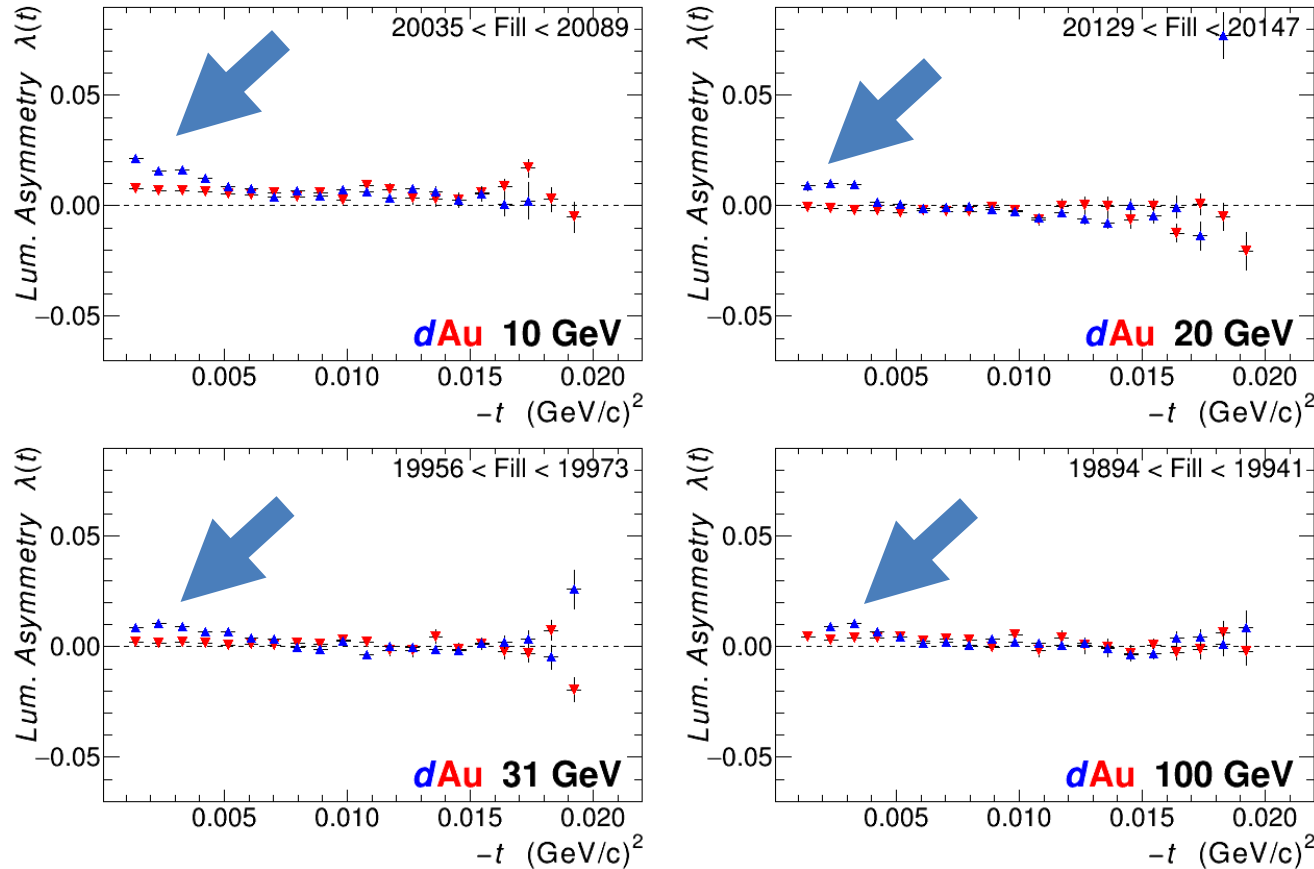 Lum. Asymmetry λ(t)
20035 < Fill < 20089
0.05
0.00
−0.05
dAu 10 GeV
0.005 0.010 0.015 0.020
-t (GeV/c)2
Lum. Asymmetry λ(t)
20129 < Fill < 20147
0.05
0.00
−0.05
dAu 20 GeV
0.005 0.010 0.015 0.020
-t (GeV/c)2
Lum. Asymmetry λ(t)
19956 < Fill < 19973
0.05
0.00
−0.05
dAu 31 GeV
0.005 0.010 0.015 0.020
-t (GeV/c)2
Lum. Asymmetry λ(t)
19894 < Fill < 19941
0.05
0.00
−0.05
dAu 100 GeV
0.005 0.010 0.015 0.020
-t (GeV/c)2